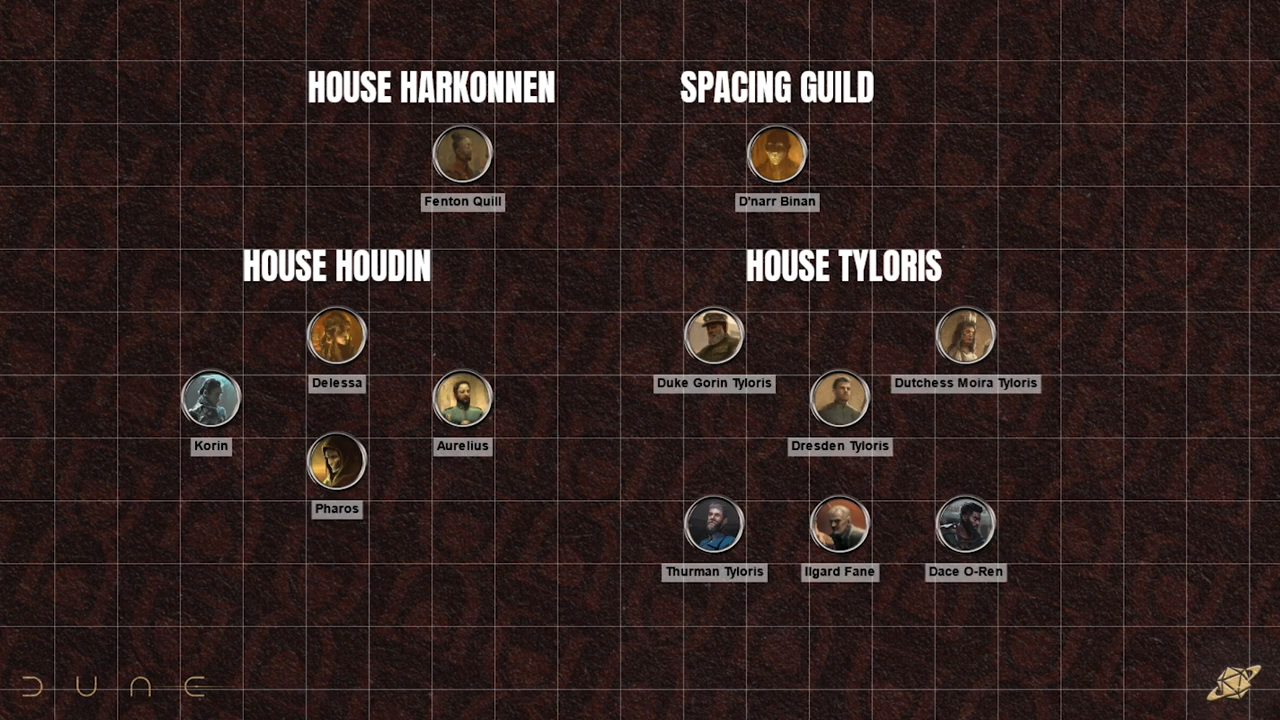 HOUSE HARKONNEN
SPACING GUILD
Fenton Quill
D'narr Binan
HOUSE HOUDIN
HOUSE TYLORIS
Delessa
Duke Gorin Tyloris
Dutchess Moira Tyloris
Korin
Aurelius
Dresden Tyloris
Pharos
Thurman Tyloris
Ilgard Fane
Dace O-Ren
DUNE